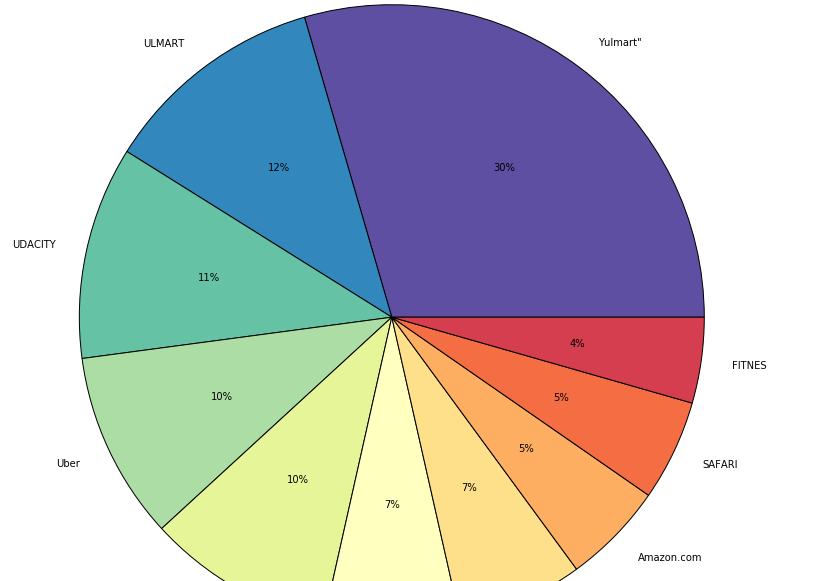 Yulmart"
ULMART
30%
12%
UDACITY
11%
4%
FITNES
10%
5%
5%
Uber
SAFARI
10%
7%
7%
Amazon.com